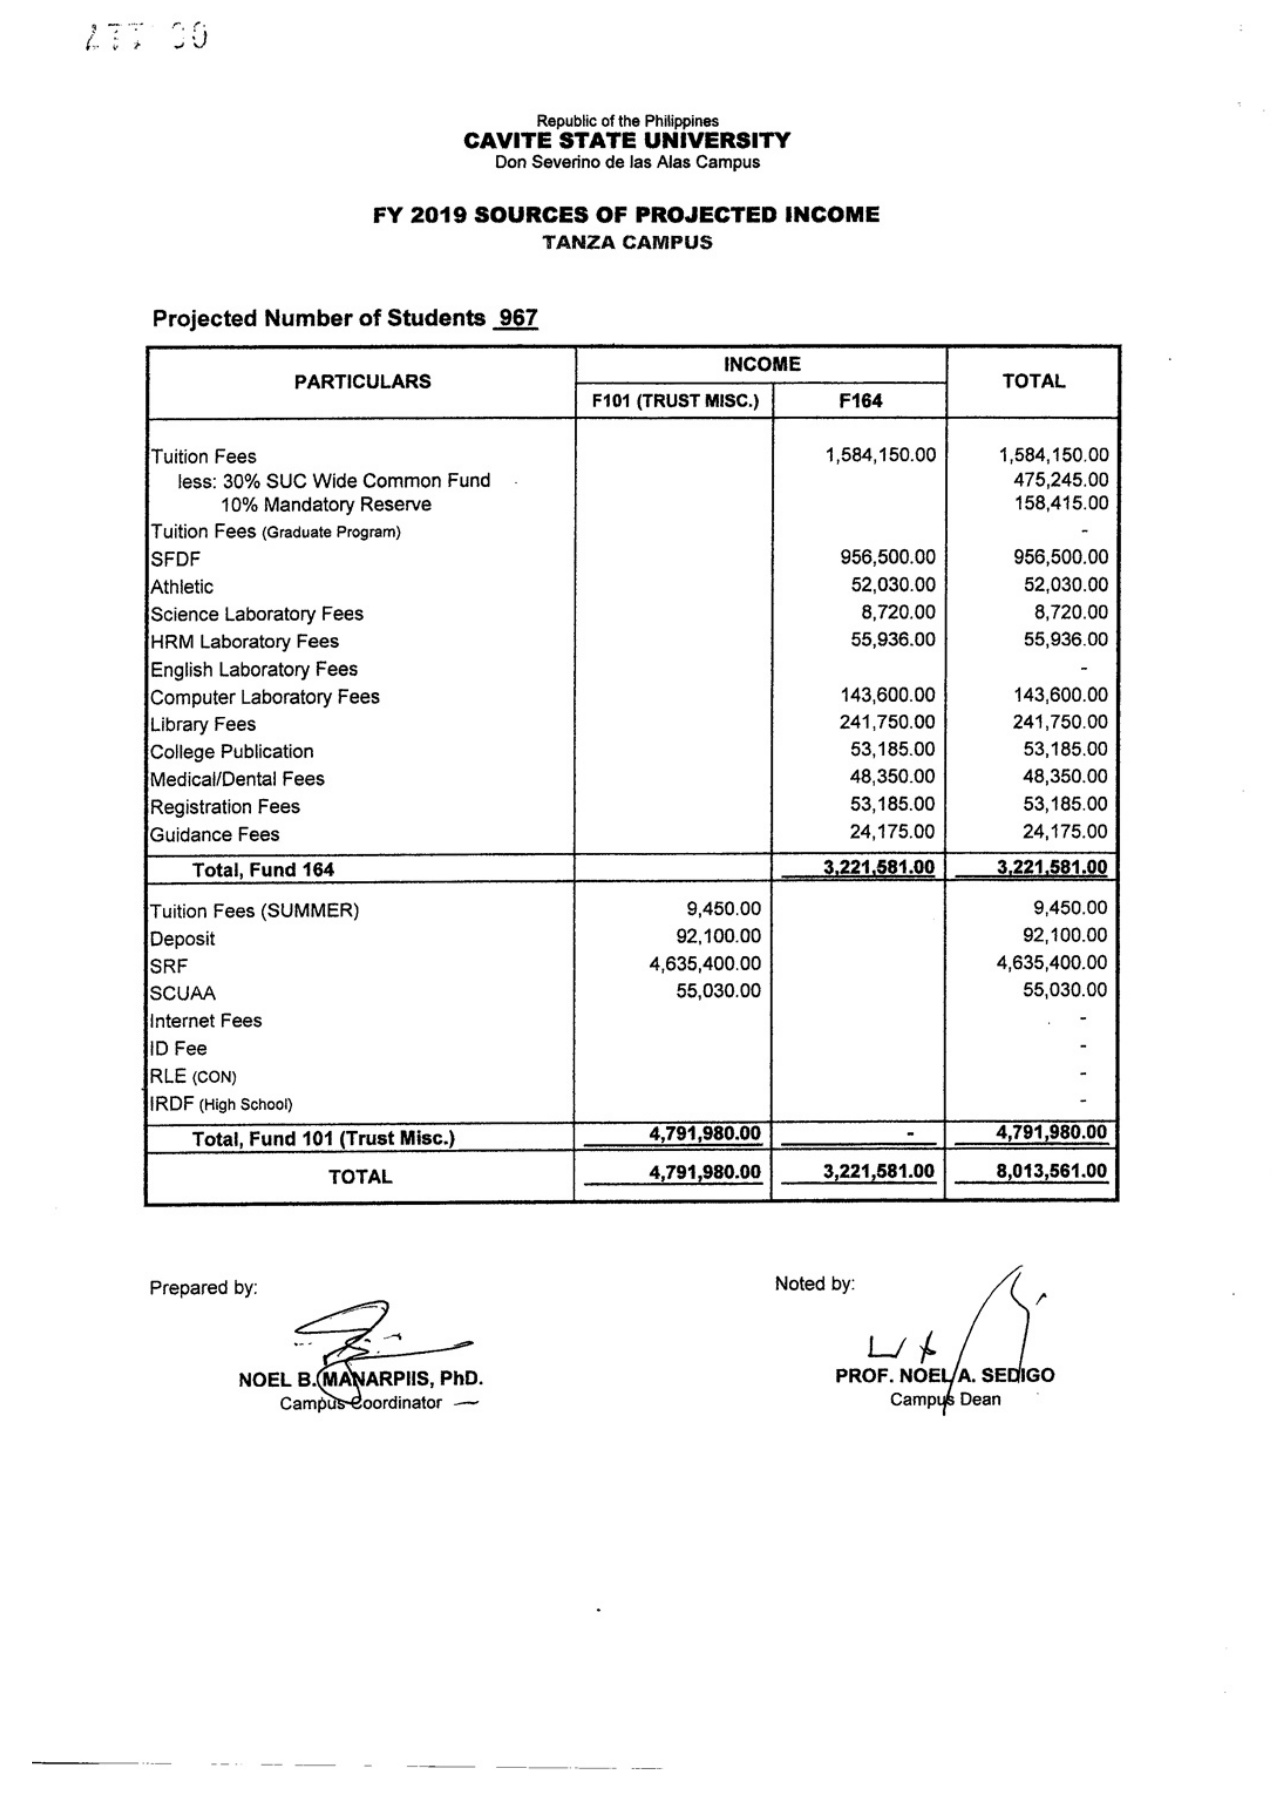 Republic of the Philippines
CAVITE STATE UNIVERSITY
Don Severino de las Alas Campus
FY 2019 SOURCES OF PROJECTED INCOME
TANZA CAMPUS
Projected Number of Students 967
PARTICULARS INCOME TOTAL
F101 (TRUST MISC.) F164
Tuition Fees 1,584,150.00 1,584,150.00
less: 30% SUC Wide Common Fund 475,245.00
10% Mandatory Reserve 158,415.00
Tuition Fees (Graduate Program) -
SFDF 956,500.00 956,500.00
Athletic 52,030.00 52,030.00
Science Laboratory Fees 8,720.00 8,720.00
HRM Laboratory Fees 55,936.00 55,936.00
English Laboratory Fees -
Computer Laboratory Fees 143,600.00 143,600.00
Library Fees 241,750.00 241,750.00
College Publication 53,185.00 53,185.00
Medical/Dental Fees 48,350.00 48,350.00
Registration Fees 53,185.00 53,185.00
Guidance Fees 24,175.00 24,175.00
Total, Fund 164 3,221,581.00 3,221,581.00
Tuition Fees (SUMMER) 9,450.00 9,450.00
Deposit 92,100.00 92,100.00
SRF 4,635,400.00 4,635,400.00
SCUAA 55,030.00 55,030.00
Internet Fees -
ID Fee -
RLE (CON) -
IRDF (High School) -
Total, Fund 101 (Trust Misc.) 4,791,980.00 - 4,791,980.00
TOTAL 4,791,980.00 3,221,581.00 8,013,561.00
Prepared by: Noted by:
NOEL B. MANARPIIS, PhD. PROF. NOEL A. SEDIGO
Campus Coordinator Campus Dean